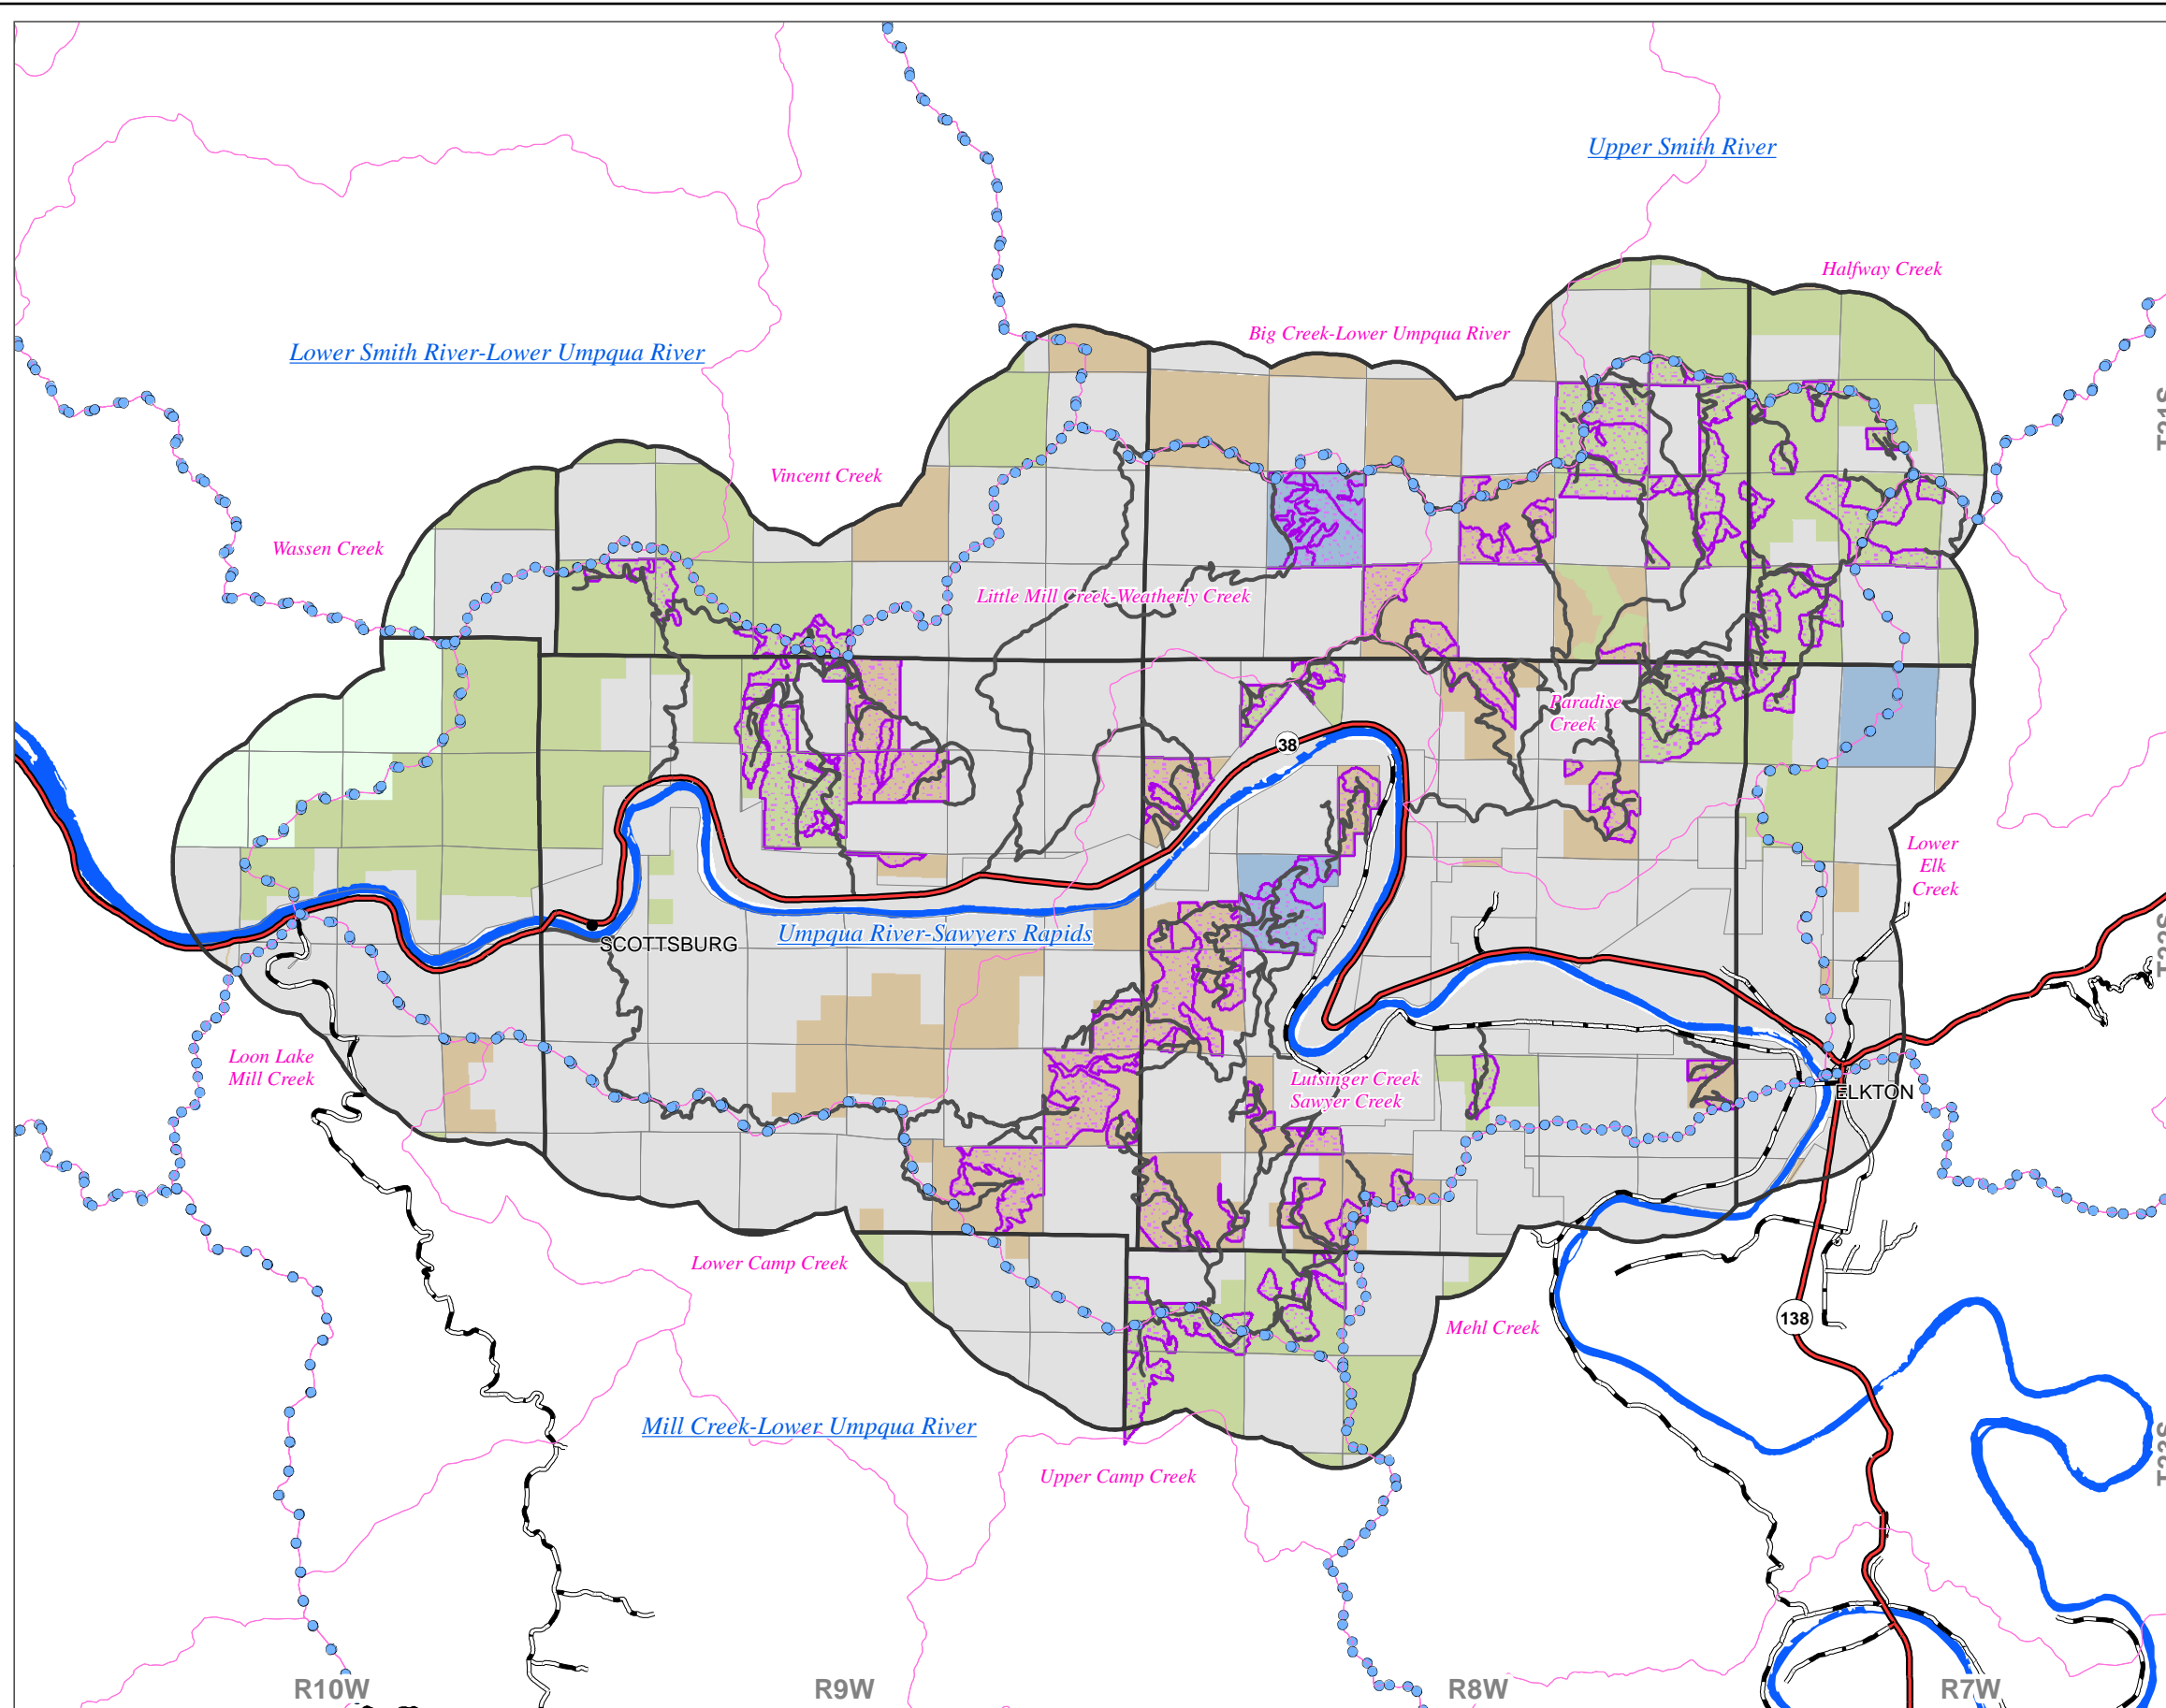 Upper Smith River
Halfway Creek
Big Creek-Lower Umpqua River
Lower Smith River-Lower Umpqua River
T21S
Vincent Creek
Wassen Creek
Little Mill Creek-Weatherly Creek
Paradise
Creek
38
Lower
Elk
Creek
Umpqua River-Sawyers Rapids
SCOTTSBURG
T22S
Loon Lake
Mill Creek
Lutsinger Creek
Sawyer Creek
ELKTON
Lower Camp Creek
138
Mehl Creek
Mill Creek-Lower Umpqua River
T23S
Upper Camp Creek
R10W
R9W
R8W
R7W